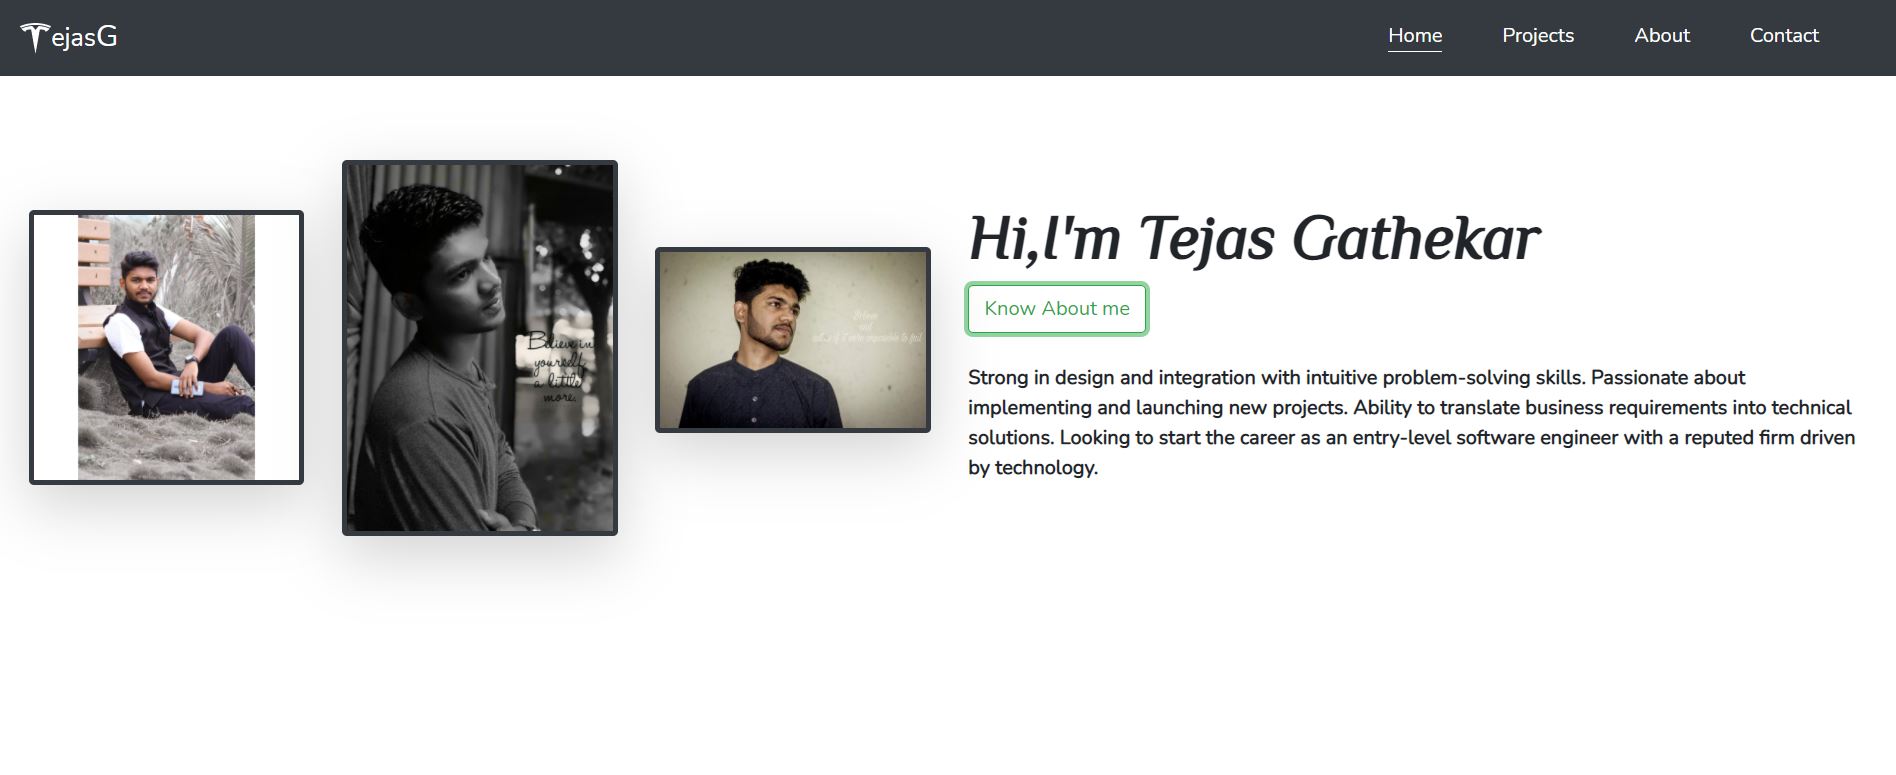 TejasG
Home
Projects
About
Contact
Believe in
yourself
a little
more.
Believe
and
Hi,I'm Tejas Gathekar
Know About me
Strong in design and integration with intuitive problem-solving skills. Passionate about
implementing and launching new projects. Ability to translate business requirements into technical
solutions. Looking to start the career as an entry-level software engineer with a reputed firm driven
by technology.